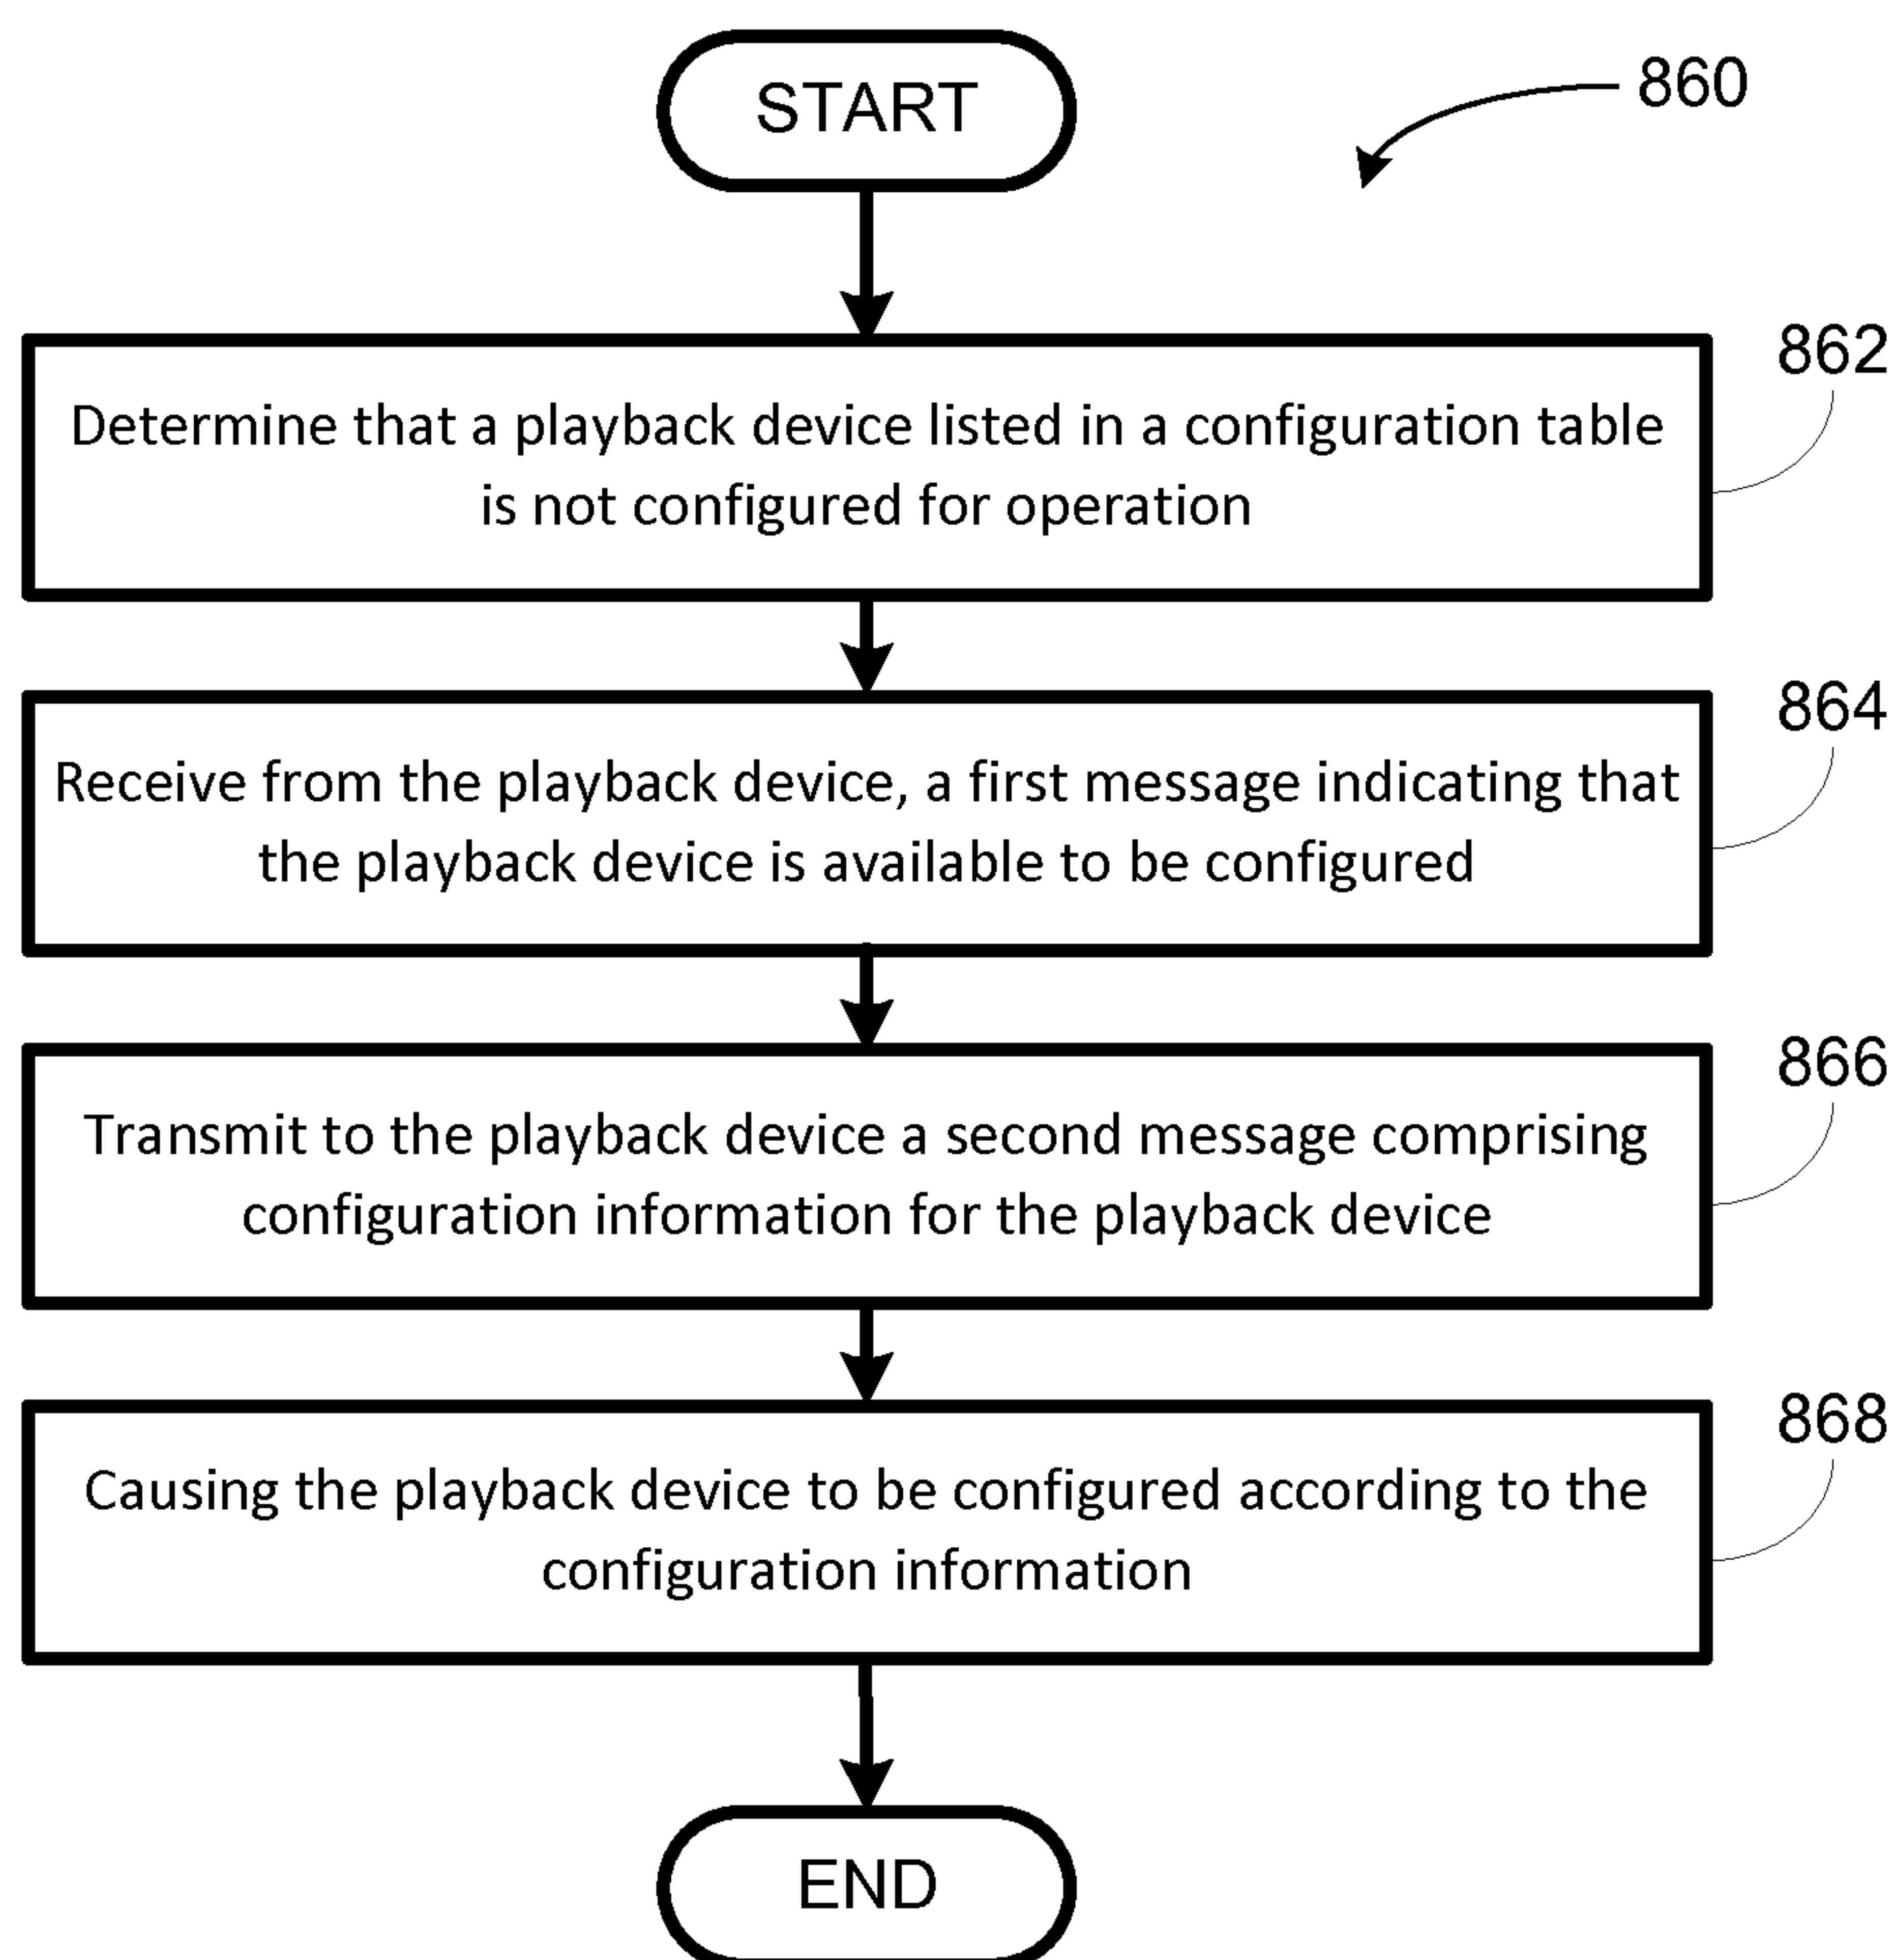 START
860
862
Determine that a playback device listed in a configuration table
is not configured for operation
864
Receive from the playback device, a first message indicating that
the playback device is available to be configured
866
Transmit to the playback device a second message comprising
configuration information for the playback device
868
Causing the playback device to be configured according to the
configuration information
END